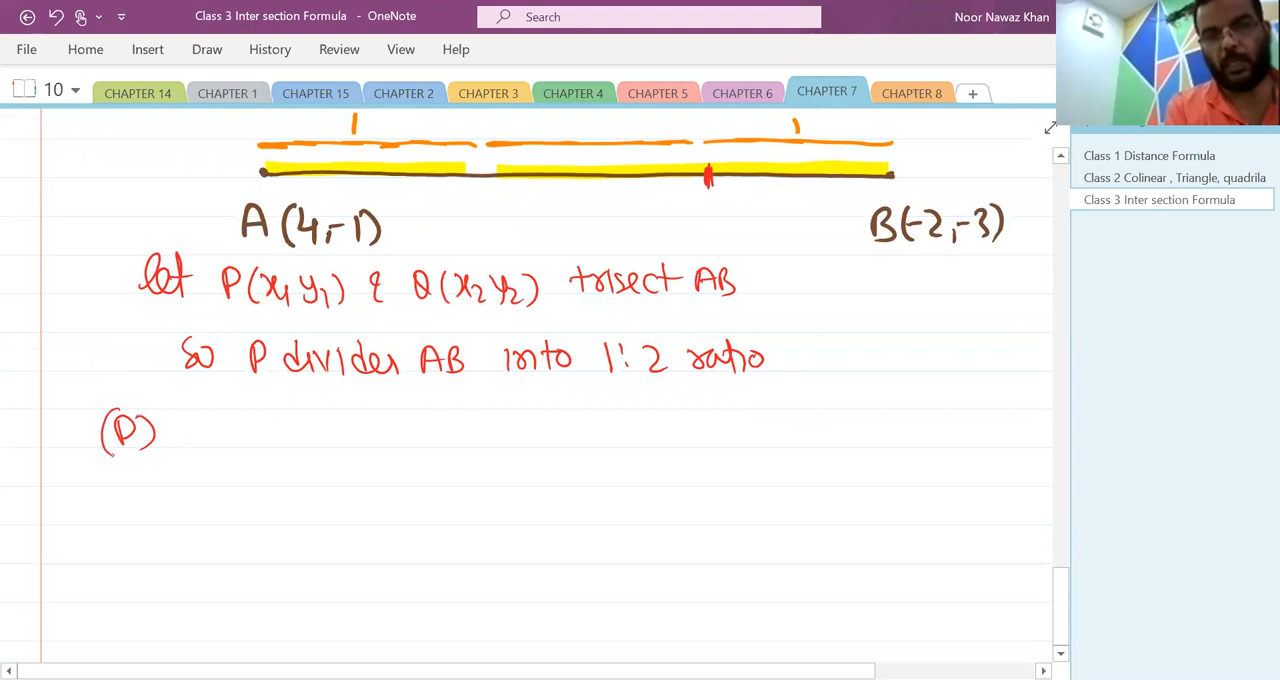 Class 3 Inter section Formula - OneNote
Search
Noor Nawaz Khan
File Home Insert Draw History Review View Help
10 CHAPTER 14 CHAPTER 1 CHAPTER 15 CHAPTER 2 CHAPTER 3 CHAPTER 4 CHAPTER 5 CHAPTER 6 CHAPTER 7 CHAPTER 8 +
Class 1 Distance Formula
Class 2 Colinear , Triangle, quadrila
Class 3 Inter section Formula
1 1
A (4,-1) B(-2,-3)
let P(x₁ y₁) & Q(x₂ y₂) trisect AB
So P divides AB into 1:2 ratio
(P)